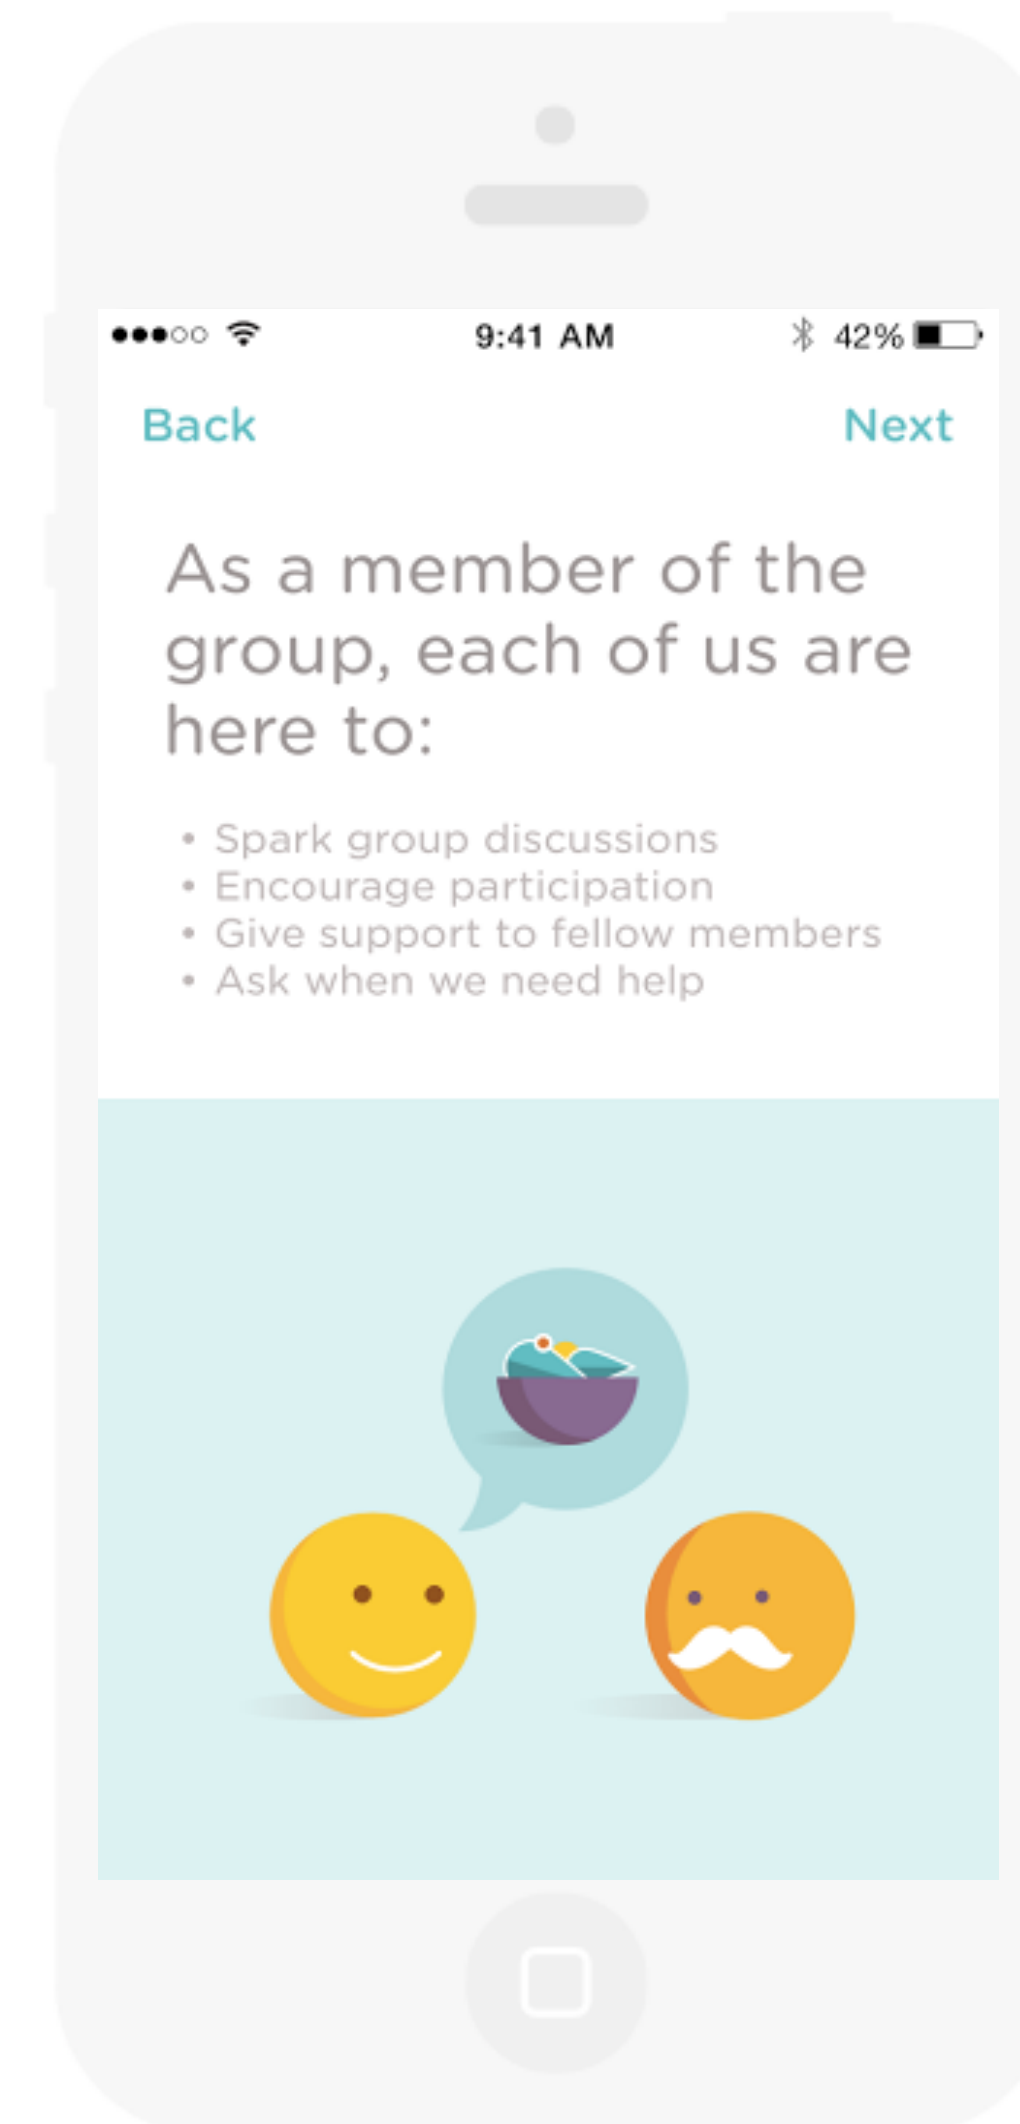 9:41 AM 42%
Back Next
As a member of the
group, each of us are
here to:
• Spark group discussions
• Encourage participation
• Give support to fellow members
• Ask when we need help